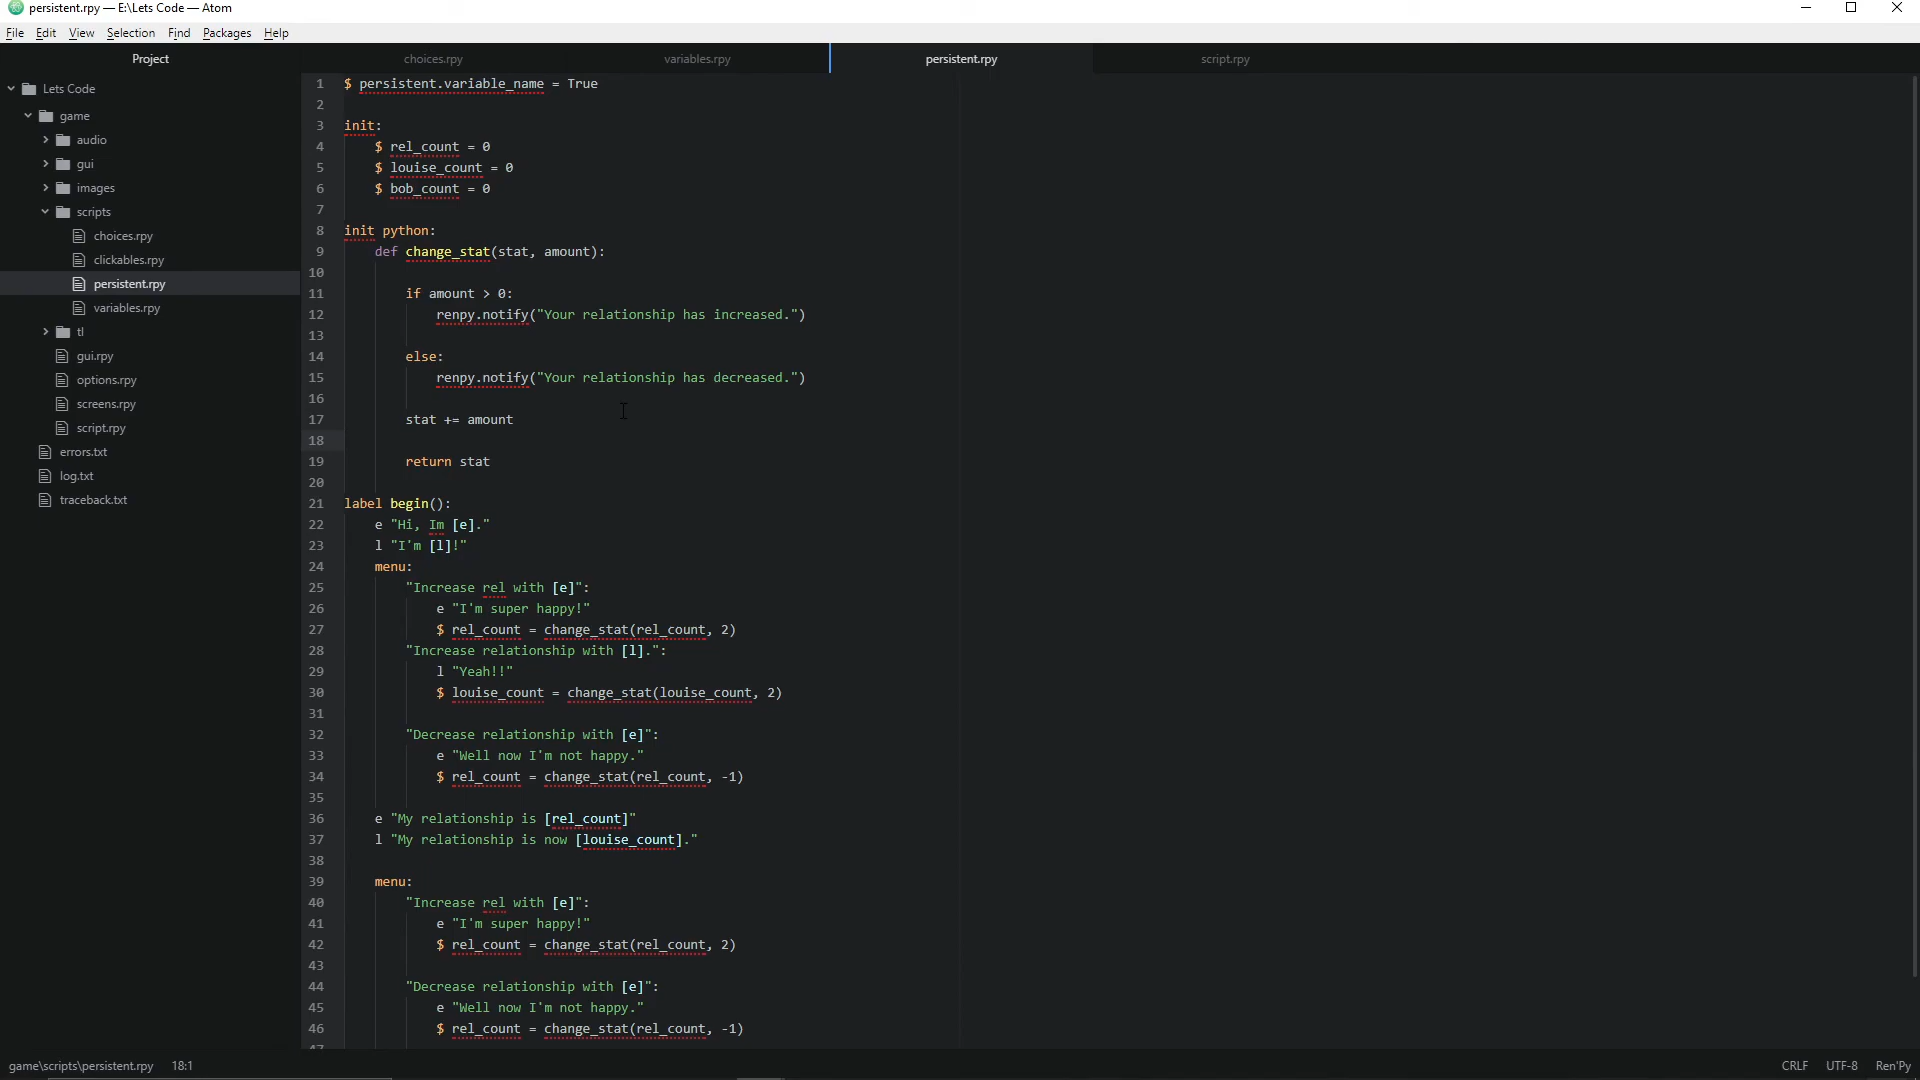 persistent.rpy — E:\Lets Code — Atom
File Edit View Selection Find Packages Help
Project
choices.rpy variables.rpy persistent.rpy script.rpy
Lets Code
game
audio
gui
images
scripts
choices.rpy
clickables.rpy
persistent.rpy
variables.rpy
tl
gui.rpy
options.rpy
screens.rpy
script.rpy
errors.txt
log.txt
traceback.txt
1 $ persistent.variable_name = True
2
3 init:
4 $ rel_count = 0
5 $ louise_count = 0
6 $ bob_count = 0
7
8 init python:
9 def change_stat(stat, amount):
10
11 if amount > 0:
12 renpy.notify("Your relationship has increased.")
13
14 else:
15 renpy.notify("Your relationship has decreased.")
16
17 stat += amount
18
19 return stat
20
21 label begin():
22 e "Hi, Im [e]."
23 l "I'm [l]!"
24 menu:
25 "Increase rel with [e]":
26 e "I'm super happy!"
27 $ rel_count = change_stat(rel_count, 2)
28 "Increase relationship with [l].":
29 l "Yeah!!"
30 $ louise_count = change_stat(louise_count, 2)
31
32 "Decrease relationship with [e]":
33 e "Well now I'm not happy."
34 $ rel_count = change_stat(rel_count, -1)
35
36 e "My relationship is [rel_count]"
37 l "My relationship is now [louise_count]."
38
39 menu:
40 "Increase rel with [e]":
41 e "I'm super happy!"
42 $ rel_count = change_stat(rel_count, 2)
43
44 "Decrease relationship with [e]":
45 e "Well now I'm not happy."
46 $ rel_count = change_stat(rel_count, -1)
47
game\scripts\persistent.rpy 18:1 CRLF UTF-8 Ren'Py